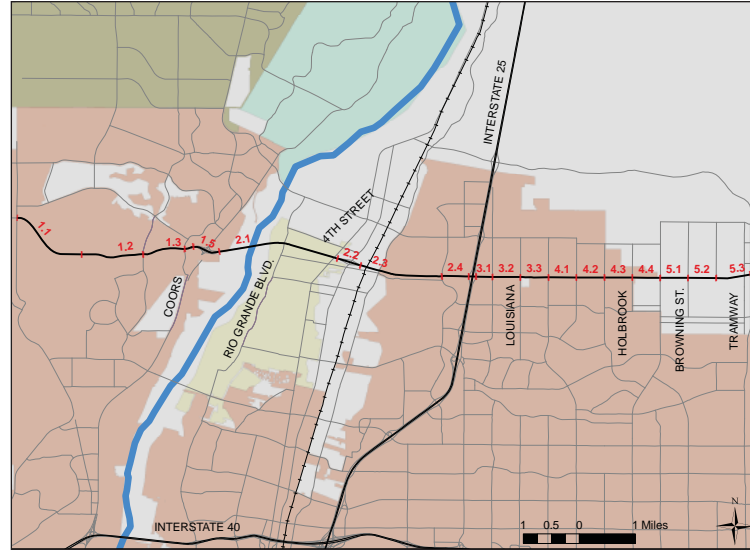 INTERSTATE 25
4TH STREET
1.1
1.2
1.3
1.5
2.1
2.2
2.3
2.4
3.1
3.2
3.3
4.1
4.2
4.3
4.4
5.1
5.2
5.3
COORS
RIO GRANDE BLVD.
LOUISIANA
HOLBROOK
BROWNING ST.
TRAMWAY
INTERSTATE 40
1 0.5 0 1 Miles
N